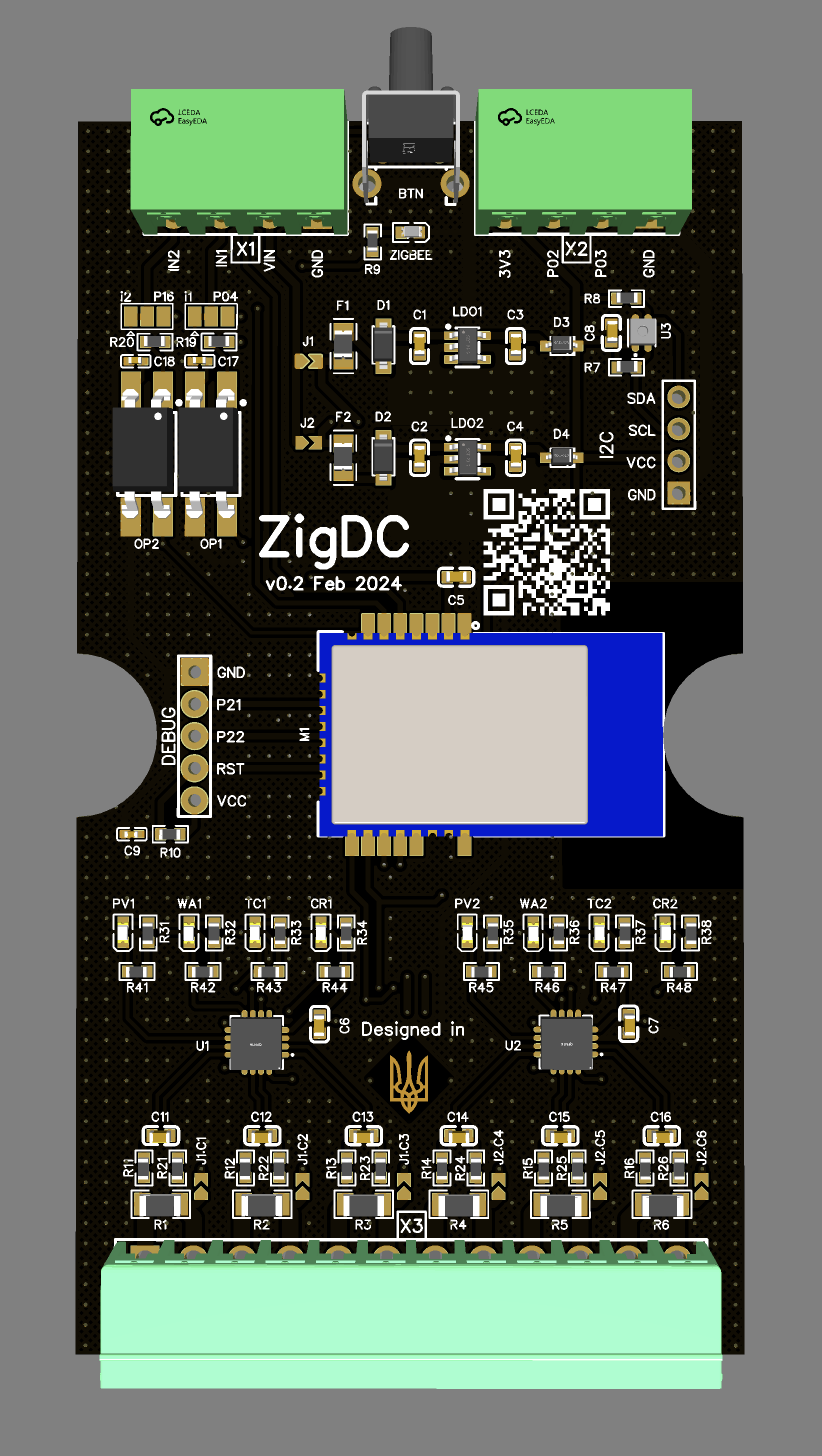 LCEDA
EasyEDA
LCEDA
EasyEDA
BTN
IN2 IN1 VIN GND
X1
R9
ZIGBEE
3V3 P02 P03 GND
X2
i2 P16 i1 P04
R20 R19
C18 C17
OP2 OP1
J1 F1 D1 C1 LDO1 C3 D3
R8
C8
U3
R7
J2 F2 D2 C2 LDO2 C4 D4
I2C
SDA
SCL
VCC
GND
ZigDC
v0.2 Feb 2024
C5
DEBUG
GND
P21
P22
RST
VCC
M1
C9 R10
PV1 WA1 TC1 CR1 PV2 WA2 TC2 CR2
R31 R32 R33 R34 R35 R36 R37 R38
R41 R42 R43 R44 R45 R46 R47 R48
U1 C6 U2 C7
Designed in
C11 C12 C13 C14 C15 C16
R11 R21 J1.C1 R12 R22 J1.C2 R13 R23 J1.C3 R14 R24 J2.C4 R15 R25 J2.C5 R16 R26 J2.C6
R1 R2 R3 R4 R5 R6
X3